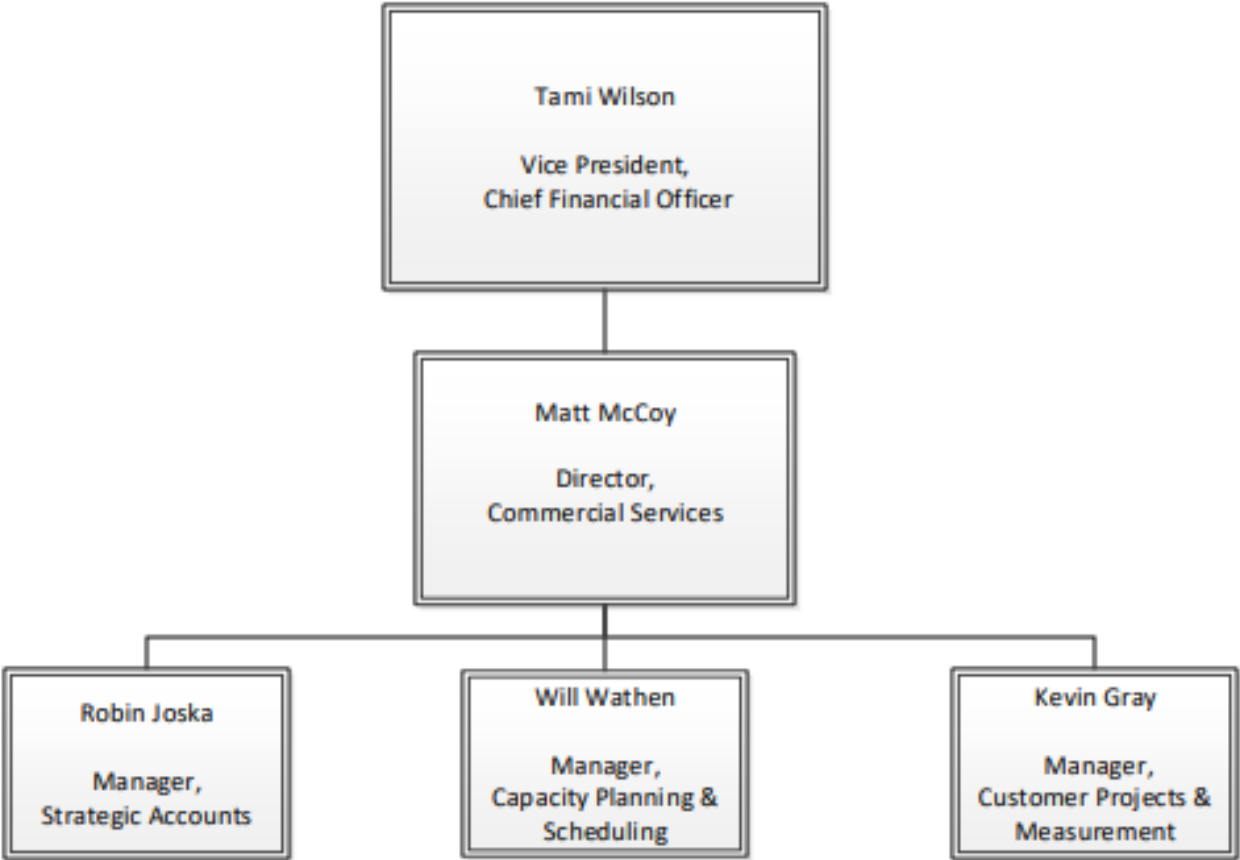 Tami Wilson
Vice President,
Chief Financial Officer
Matt McCoy
Director,
Commercial Services
Robin Joska
Manager,
Strategic Accounts
Will Wathen
Manager,
Capacity Planning &
Scheduling
Kevin Gray
Manager,
Customer Projects &
Measurement